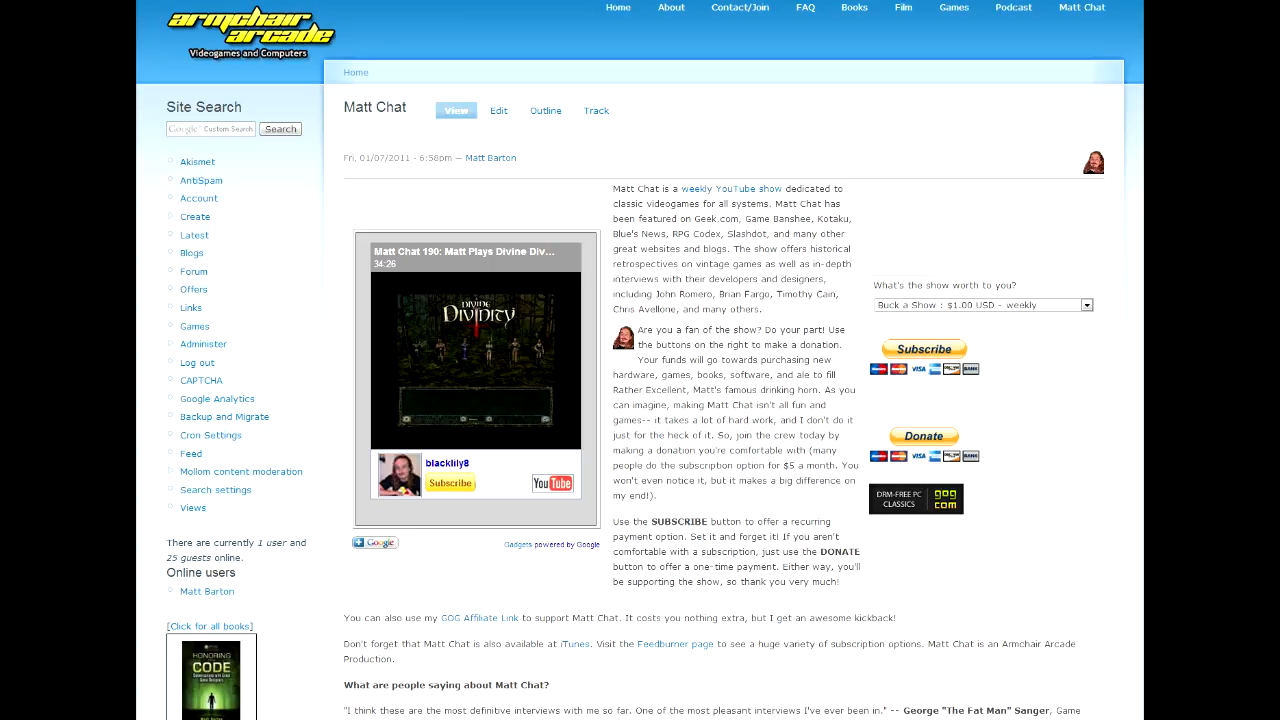 armchair arcade
Videogames and Computers
Home About Contact/Join FAQ Books Film Games Podcast Matt Chat
Home
Site Search
Google™ Custom Search Search
Akismet
AntiSpam
Account
Create
Latest
Blogs
Forum
Offers
Links
Games
Administer
Log out
CAPTCHA
Google Analytics
Backup and Migrate
Cron Settings
Feed
Mollom content moderation
Search settings
Views
There are currently 1 user and
25 guests online.
Online users
Matt Barton
[Click for all books]
HONORING
CODE
Matt Chat View Edit Outline Track
Fri, 01/07/2011 - 6:58pm — Matt Barton
Matt Chat 190: Matt Plays Divine Div...
34:26
DIVINE
DIVINITY
blacklily8
Subscribe
YouTube
Google
Gadgets powered by Google
Matt Chat is a weekly YouTube show dedicated to
classic videogames for all systems. Matt Chat has
been featured on Geek.com, Game Banshee, Kotaku,
Blue's News, RPG Codex, Slashdot, and many other
great websites and blogs. The show offers historical
retrospectives on vintage games as well as in-depth
interviews with their developers and designers,
including John Romero, Brian Fargo, Timothy Cain,
Chris Avellone, and many others.
Are you a fan of the show? Do your part! Use
the buttons on the right to make a donation.
Your funds will go towards purchasing new
hardware, games, books, software, and ale to fill
Rather Excellent, Matt's famous drinking horn. As you
can imagine, making Matt Chat isn't all fun and
games-- it takes a lot of hard work, and I don't do it
just for the heck of it. So, join the crew today by
making a donation you're comfortable with (many
people do the subscription option for $5 a month. You
won't even notice it, but it makes a big difference on
my end!).
Use the SUBSCRIBE button to offer a recurring
payment option. Set it and forget it! If you aren't
comfortable with a subscription, just use the DONATE
button to offer a one-time payment. Either way, you'll
be supporting the show, so thank you very much!
What's the show worth to you?
Buck a Show : $1.00 USD - weekly
Subscribe
VISA BANK
Donate
VISA BANK
DRM-FREE PC
CLASSICS
gog
com
You can also use my GOG Affiliate Link to support Matt Chat. It costs you nothing extra, but I get an awesome kickback!
Don't forget that Matt Chat is also available at iTunes. Visit the Feedburner page to see a huge variety of subscription options. Matt Chat is an Armchair Arcade
Production.
What are people saying about Matt Chat?
"I think these are the most definitive interviews with me so far. One of the most pleasant interviews I've ever been in." -- George "The Fat Man" Sanger, Game